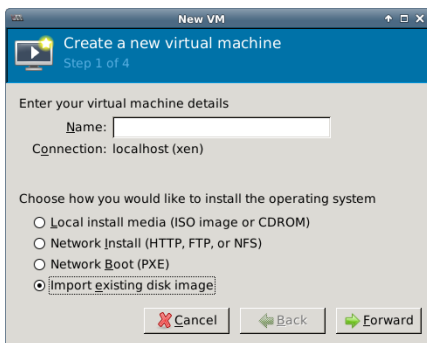 New VM
Create a new virtual machine
Step 1 of 4
Enter your virtual machine details
Name:
Connection: localhost (xen)
Choose how you would like to install the operating system
Local install media (ISO image or CDROM)
Network Install (HTTP, FTP, or NFS)
Network Boot (PXE)
Import existing disk image
Cancel Back Forward